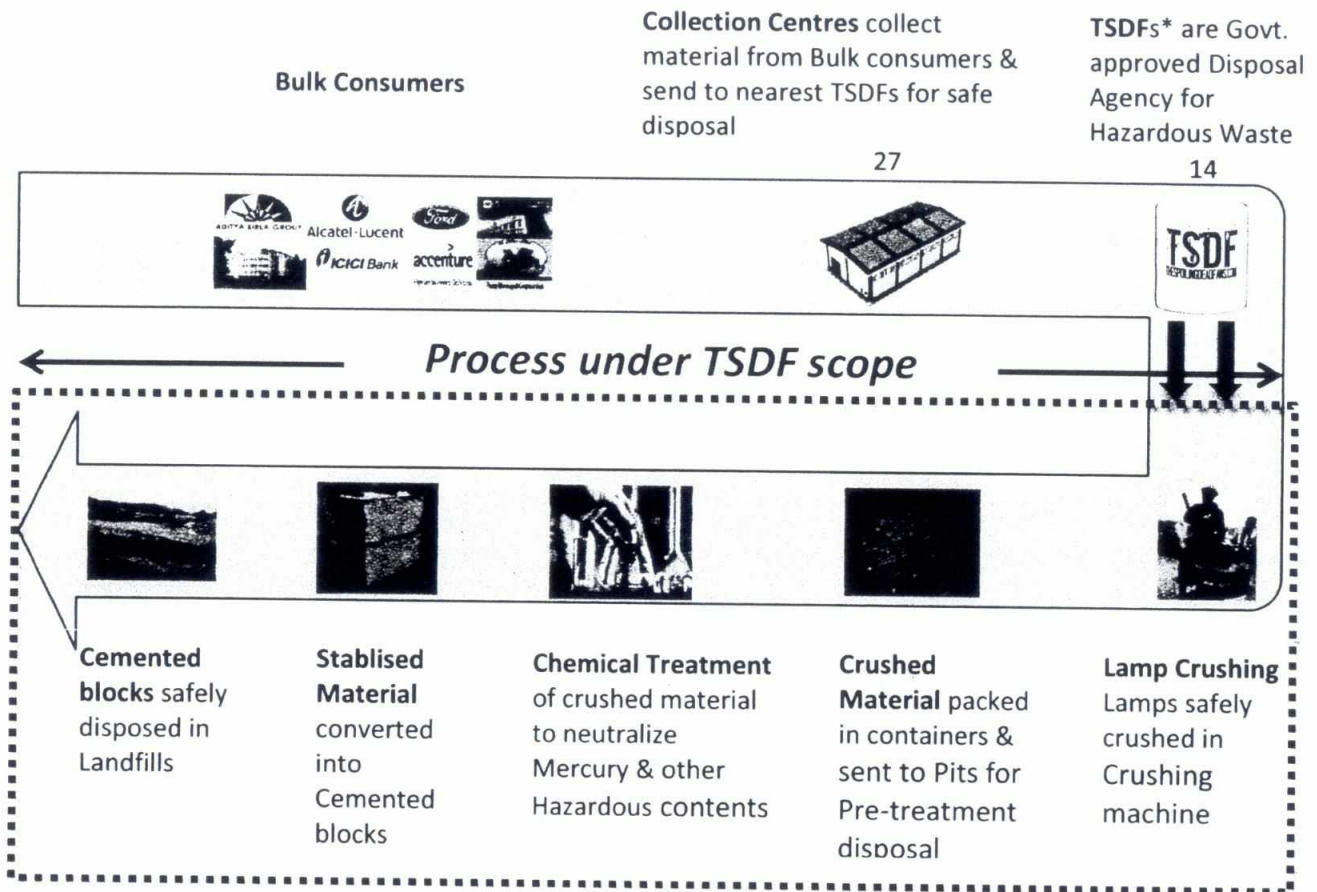 Bulk Consumers
Collection Centres collect
material from Bulk consumers &
send to nearest TSDFs for safe
disposal
27
TSDFs* are Govt.
approved Disposal
Agency for
Hazardous Waste
14
ADITYA BIRLA GROUP
Alcatel·Lucent
Ford
ICICI Bank
accenture
TSDF
Process under TSDF scope
Cemented
blocks safely
disposed in
Landfills
Stablised
Material
converted
into
Cemented
blocks
Chemical Treatment
of crushed material
to neutralize
Mercury & other
Hazardous contents
Crushed
Material packed
in containers &
sent to Pits for
Pre-treatment
disposal
Lamp Crushing
Lamps safely
crushed in
Crushing
machine